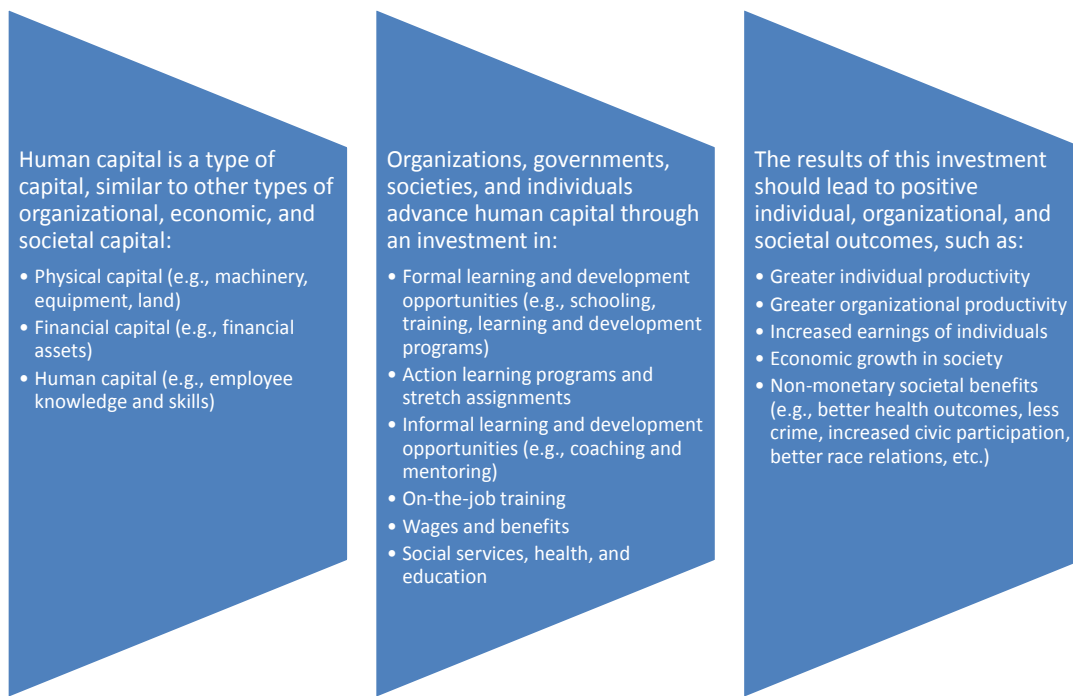 Human capital is a type of
capital, similar to other types of
organizational, economic, and
societal capital:
• Physical capital (e.g., machinery,
equipment, land)
• Financial capital (e.g., financial
assets)
• Human capital (e.g., employee
knowledge and skills)
Organizations, governments,
societies, and individuals
advance human capital through
an investment in:
• Formal learning and development
opportunities (e.g., schooling,
training, learning and development
programs)
• Action learning programs and
stretch assignments
• Informal learning and development
opportunities (e.g., coaching and
mentoring)
• On-the-job training
• Wages and benefits
• Social services, health, and
education
The results of this investment
should lead to positive
individual, organizational, and
societal outcomes, such as:
• Greater individual productivity
• Greater organizational productivity
• Increased earnings of individuals
• Economic growth in society
• Non-monetary societal benefits
(e.g., better health outcomes, less
crime, increased civic participation,
better race relations, etc.)